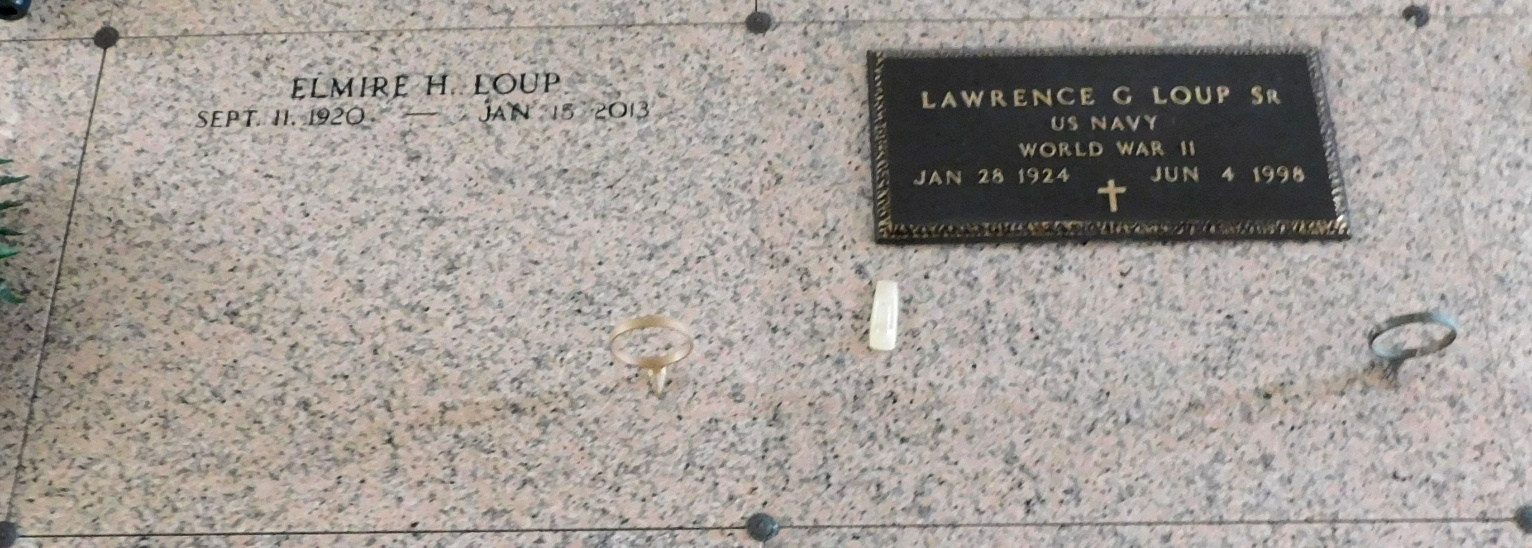 ELMIRE H. LOUP
SEPT. 11. 1920 — JAN 15 2013
LAWRENCE G LOUP SR
US NAVY
WORLD WAR II
JAN 28 1924 JUN 4 1998